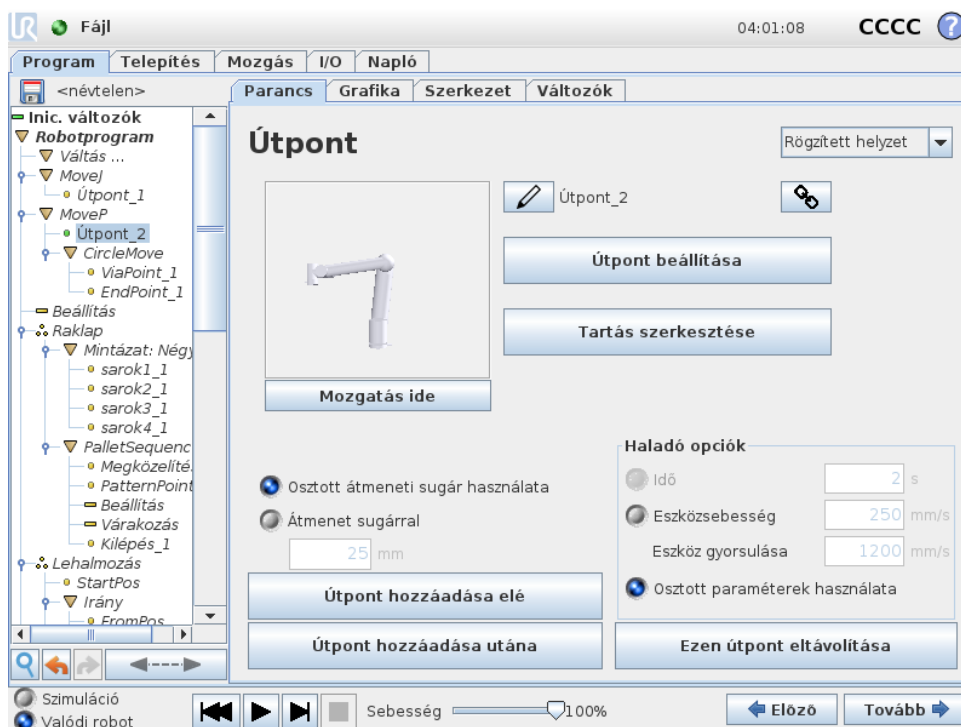 Fájl
04:01:08
CCCC
?
Program Telepítés Mozgás I/O Napló
<névtelen>
Parancs Grafika Szerkezet Változók
Inic. változók
Robotprogram
Váltás ...
MoveJ
Útpont_1
MoveP
Útpont_2
CircleMove
ViaPoint_1
EndPoint_1
Beállítás
Raklap
Mintázat: Négy
sarok1_1
sarok2_1
sarok3_1
sarok4_1
PalletSequenc
Megközelíté
PatternPoint
Beállítás
Várakozás
Kilépés_1
Lehalmozás
StartPos
Irány
FromPos
Útpont
Rögzített helyzet
Útpont_2
Útpont beállítása
Tartás szerkesztése
Mozgatás ide
Osztott átmeneti sugár használata
Átmenet sugárral
25 mm
Haladó opciók
Idő 2 s
Eszközsebesség 250 mm/s
Eszköz gyorsulása 1200 mm/s
Osztott paraméterek használata
Útpont hozzáadása elé
Útpont hozzáadása utána
Ezen útpont eltávolítása
Szimuláció
Valódi robot
Sebesség 100%
Előző
Tovább